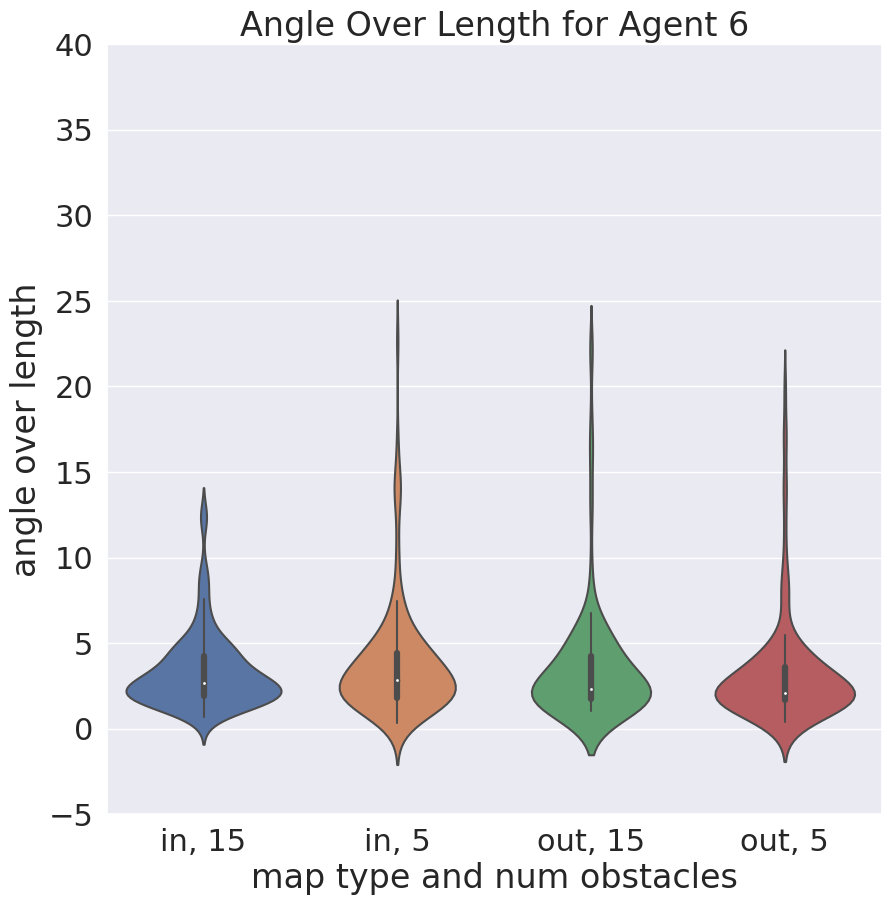 Angle Over Length for Agent 6
40
35
30
25
20
15
10
5
0
−5
angle over length
in, 15
in, 5
out, 15
out, 5
map type and num obstacles